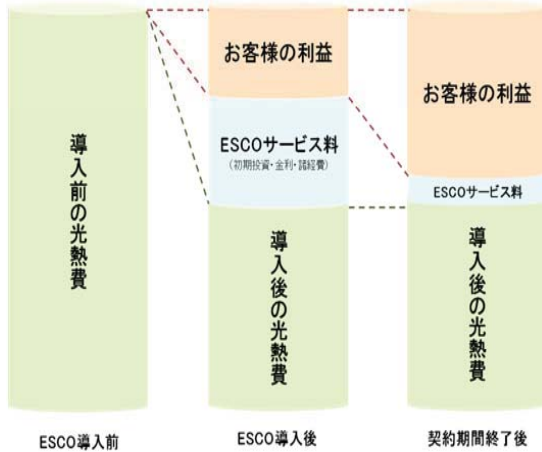 導入前の光熱費
ESCO導入前
お客様の利益
ESCOサービス料
(初期投資・金利・諸経費)
導入後の光熱費
ESCO導入後
お客様の利益
ESCOサービス料
導入後の光熱費
契約期間終了後